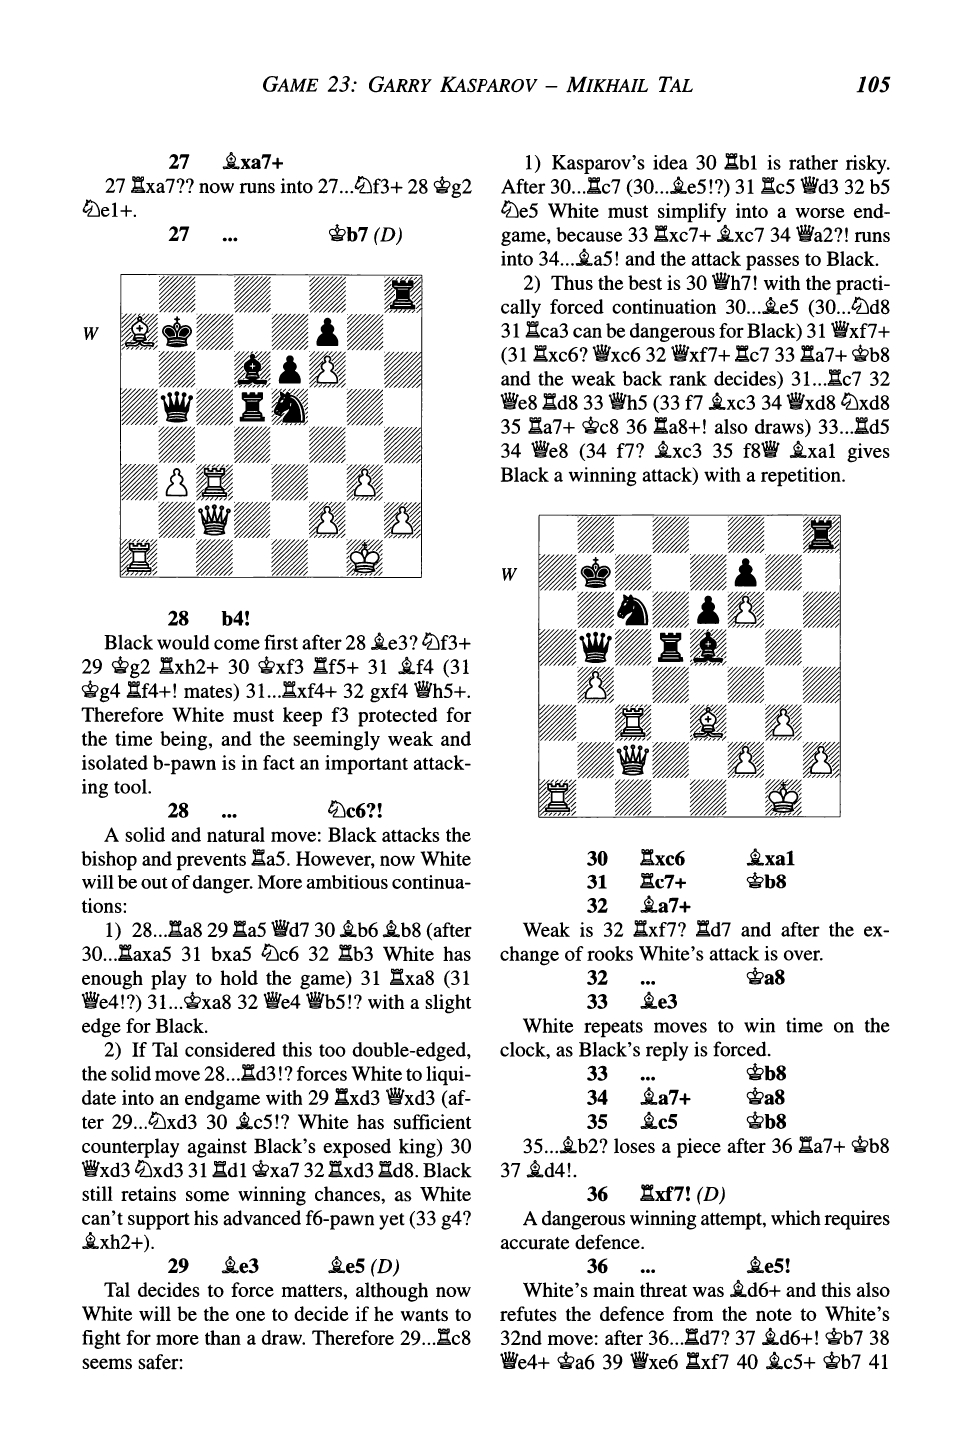 GAME 23: GARRY KASPAROV – MIKHAIL TAL 105
27 ♗xa7+
27 ♖xa7?? now runs into 27...♘f3+ 28 ♔g2
♘e1+.
27 ... ♔b7 (D)
W
28 b4!
Black would come first after 28 ♗e3? ♘f3+
29 ♔g2 ♖xh2+ 30 ♔xf3 ♖f5+ 31 ♗f4 (31
♔g4 ♖f4+! mates) 31...♖xf4+ 32 gxf4 ♕h5+.
Therefore White must keep f3 protected for
the time being, and the seemingly weak and
isolated b-pawn is in fact an important attack-
ing tool.
28 ... ♘c6?!
A solid and natural move: Black attacks the
bishop and prevents ♖a5. However, now White
will be out of danger. More ambitious continua-
tions:
1) 28...♖a8 29 ♖a5 ♕d7 30 ♗b6 ♗b8 (after
30...♖axa5 31 bxa5 ♘c6 32 ♖b3 White has
enough play to hold the game) 31 ♖xa8 (31
♕e4!?) 31...♔xa8 32 ♕e4 ♕b5!? with a slight
edge for Black.
2) If Tal considered this too double-edged,
the solid move 28...♖d3!? forces White to liqui-
date into an endgame with 29 ♖xd3 ♕xd3 (af-
ter 29...♘xd3 30 ♗c5!? White has sufficient
counterplay against Black's exposed king) 30
♕xd3 ♘xd3 31 ♖d1 ♔xa7 32 ♖xd3 ♖d8. Black
still retains some winning chances, as White
can't support his advanced f6-pawn yet (33 g4?
♗xh2+).
29 ♗e3 ♗e5 (D)
Tal decides to force matters, although now
White will be the one to decide if he wants to
fight for more than a draw. Therefore 29...♖c8
seems safer:
1) Kasparov's idea 30 ♖b1 is rather risky.
After 30...♖c7 (30...♗e5!?) 31 ♖c5 ♕d3 32 b5
♘e5 White must simplify into a worse end-
game, because 33 ♖xc7+ ♗xc7 34 ♕a2?! runs
into 34...♗a5! and the attack passes to Black.
2) Thus the best is 30 ♕h7! with the practi-
cally forced continuation 30...♗e5 (30...♘d8
31 ♖ca3 can be dangerous for Black) 31 ♕xf7+
(31 ♖xc6? ♕xc6 32 ♕xf7+ ♖c7 33 ♖a7+ ♔b8
and the weak back rank decides) 31...♖c7 32
♕e8 ♖d8 33 ♕h5 (33 f7 ♗xc3 34 ♕xd8 ♘xd8
35 ♖a7+ ♔c8 36 ♖a8+! also draws) 33...♖d5
34 ♕e8 (34 f7? ♗xc3 35 f8♕ ♗xa1 gives
Black a winning attack) with a repetition.
W
30 ♖xc6 ♗xa1
31 ♖c7+ ♔b8
32 ♗a7+
Weak is 32 ♖xf7? ♖d7 and after the ex-
change of rooks White's attack is over.
32 ... ♔a8
33 ♗e3
White repeats moves to win time on the
clock, as Black's reply is forced.
33 ... ♔b8
34 ♗a7+ ♔a8
35 ♗c5 ♔b8
35...♗b2? loses a piece after 36 ♖a7+ ♔b8
37 ♗d4!.
36 ♖xf7! (D)
A dangerous winning attempt, which requires
accurate defence.
36 ... ♗e5!
White's main threat was ♗d6+ and this also
refutes the defence from the note to White's
32nd move: after 36...♖d7? 37 ♗d6+! ♔b7 38
♕e4+ ♔a6 39 ♕xe6 ♖xf7 40 ♗c5+ ♔b7 41